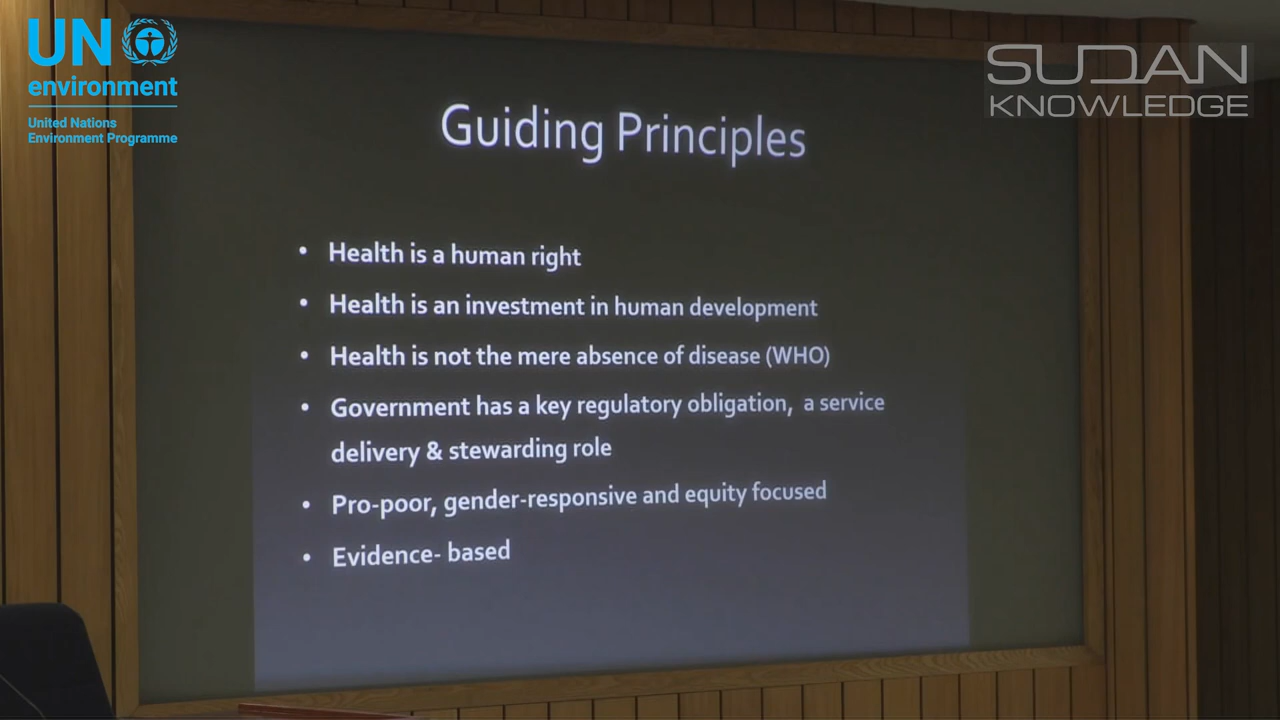 UN
environment
United Nations
Environment Programme
SUDAN
KNOWLEDGE
Guiding Principles
• Health is a human right
• Health is an investment in human development
• Health is not the mere absence of disease (WHO)
• Government has a key regulatory obligation, a service
delivery & stewarding role
• Pro-poor, gender-responsive and equity focused
• Evidence- based